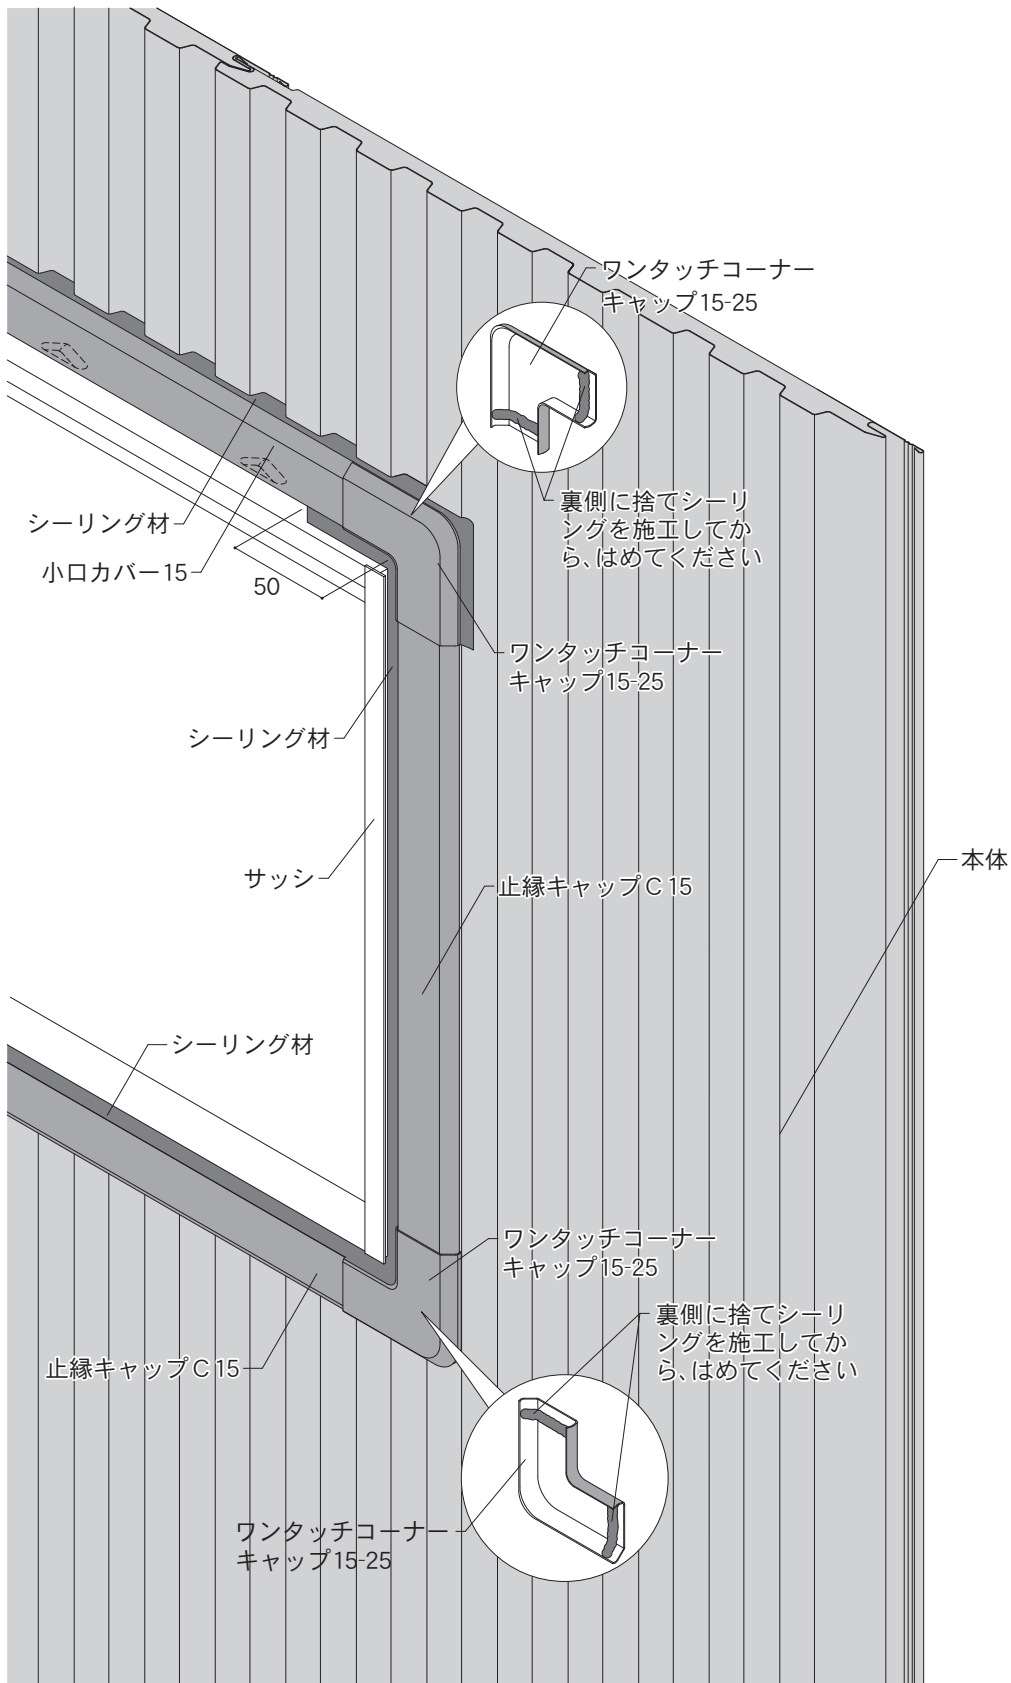 ワンタッチコーナー
キャップ15-25
裏側に捨てシーリ
ングを施工してか
ら、はめてください
シーリング材
小口カバー15
50
ワンタッチコーナー
キャップ15-25
シーリング材
サッシ
止縁キャップC15
本体
シーリング材
ワンタッチコーナー
キャップ15-25
裏側に捨てシーリ
ングを施工してか
ら、はめてください
止縁キャップC15
ワンタッチコーナー
キャップ15-25